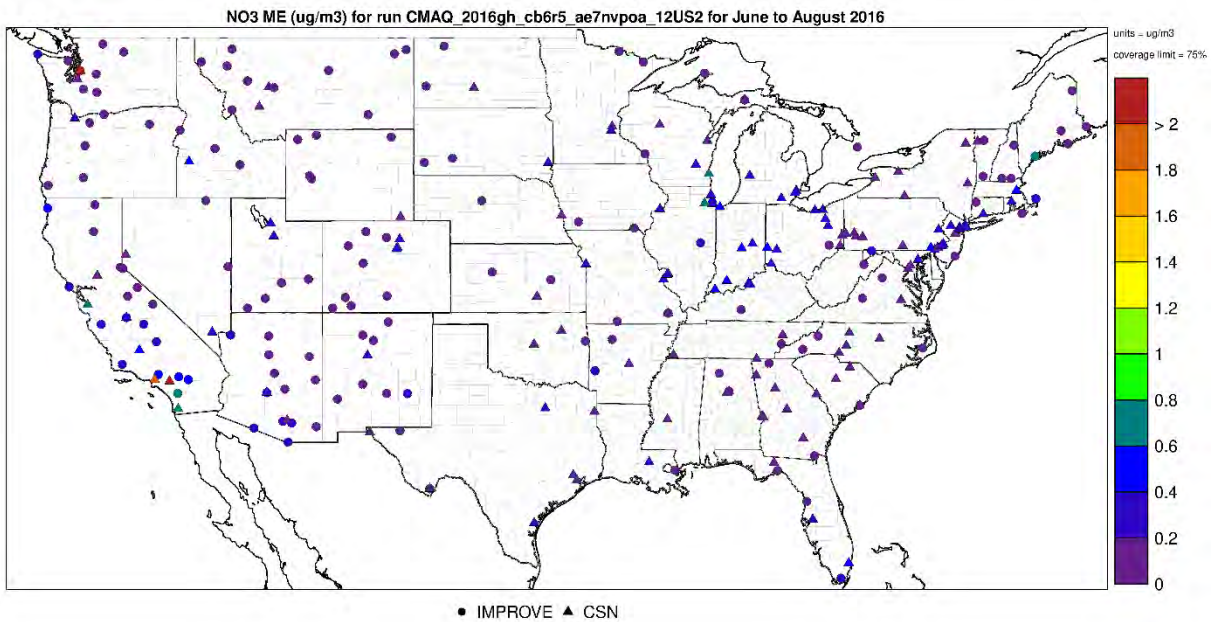 NO3 ME (ug/m3) for run CMAQ_2016gh_cb6r5_ae7nvpoa_12US2 for June to August 2016
units = ug/m3
coverage limit = 75%
> 2
1.8
1.6
1.4
1.2
1
0.8
0.6
0.4
0.2
0
● IMPROVE ▲ CSN